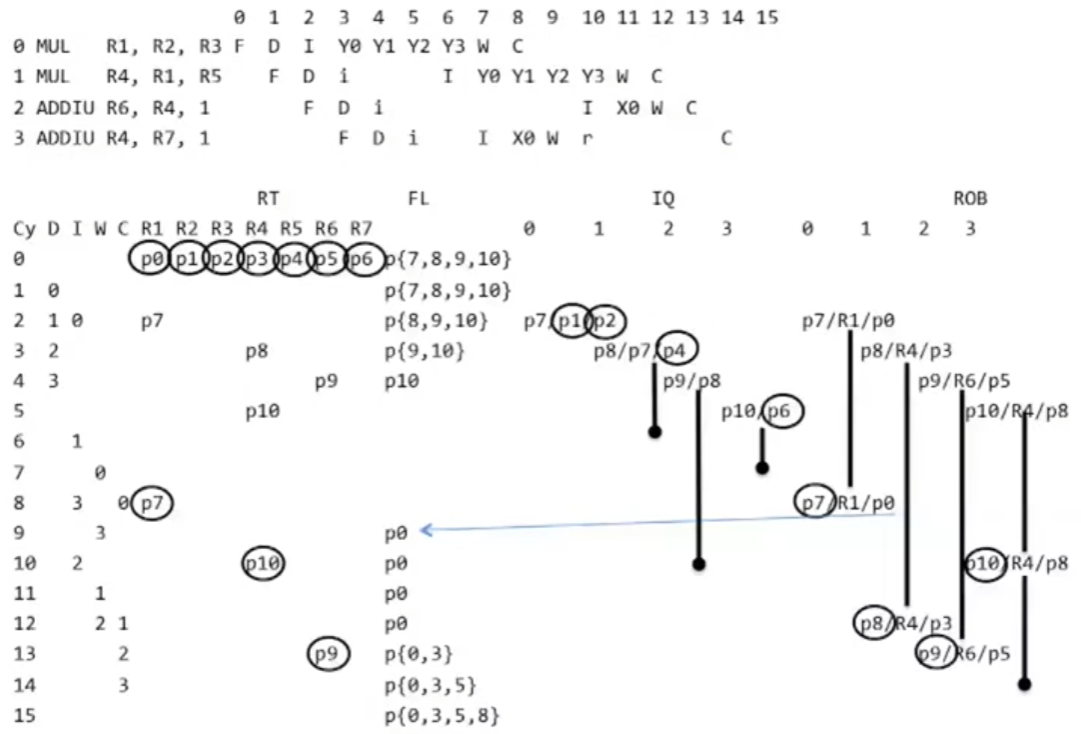 0 1 2 3 4 5 6 7 8 9 10 11 12 13 14 15
0 MUL R1, R2, R3 F D I Y0 Y1 Y2 Y3 W C
1 MUL R4, R1, R5 F D i I Y0 Y1 Y2 Y3 W C
2 ADDIU R6, R4, 1 F D i I X0 W C
3 ADDIU R4, R7, 1 F D i I X0 W r C
RT FL IQ ROB
Cy D I W C R1 R2 R3 R4 R5 R6 R7 0 1 2 3 0 1 2 3
0 p0 p1 p2 p3 p4 p5 p6 p{7,8,9,10}
1 0 p{7,8,9,10}
2 1 0 p7 p{8,9,10} p7/p1/p2 p7/R1/p0
3 2 p8 p{9,10} p8/p7/p4 p8/R4/p3
4 3 p9 p10 p9/p8 p9/R6/p5
5 p10 p10/p6 p10/R4/p8
6 1
7 0
8 3 0 p7 p7/R1/p0
9 3 p0
10 2 p10 p0 p10/R4/p8
11 1 p0
12 2 1 p0 p8/R4/p3
13 2 p9 p{0,3} p9/R6/p5
14 3 p{0,3,5}
15 p{0,3,5,8}